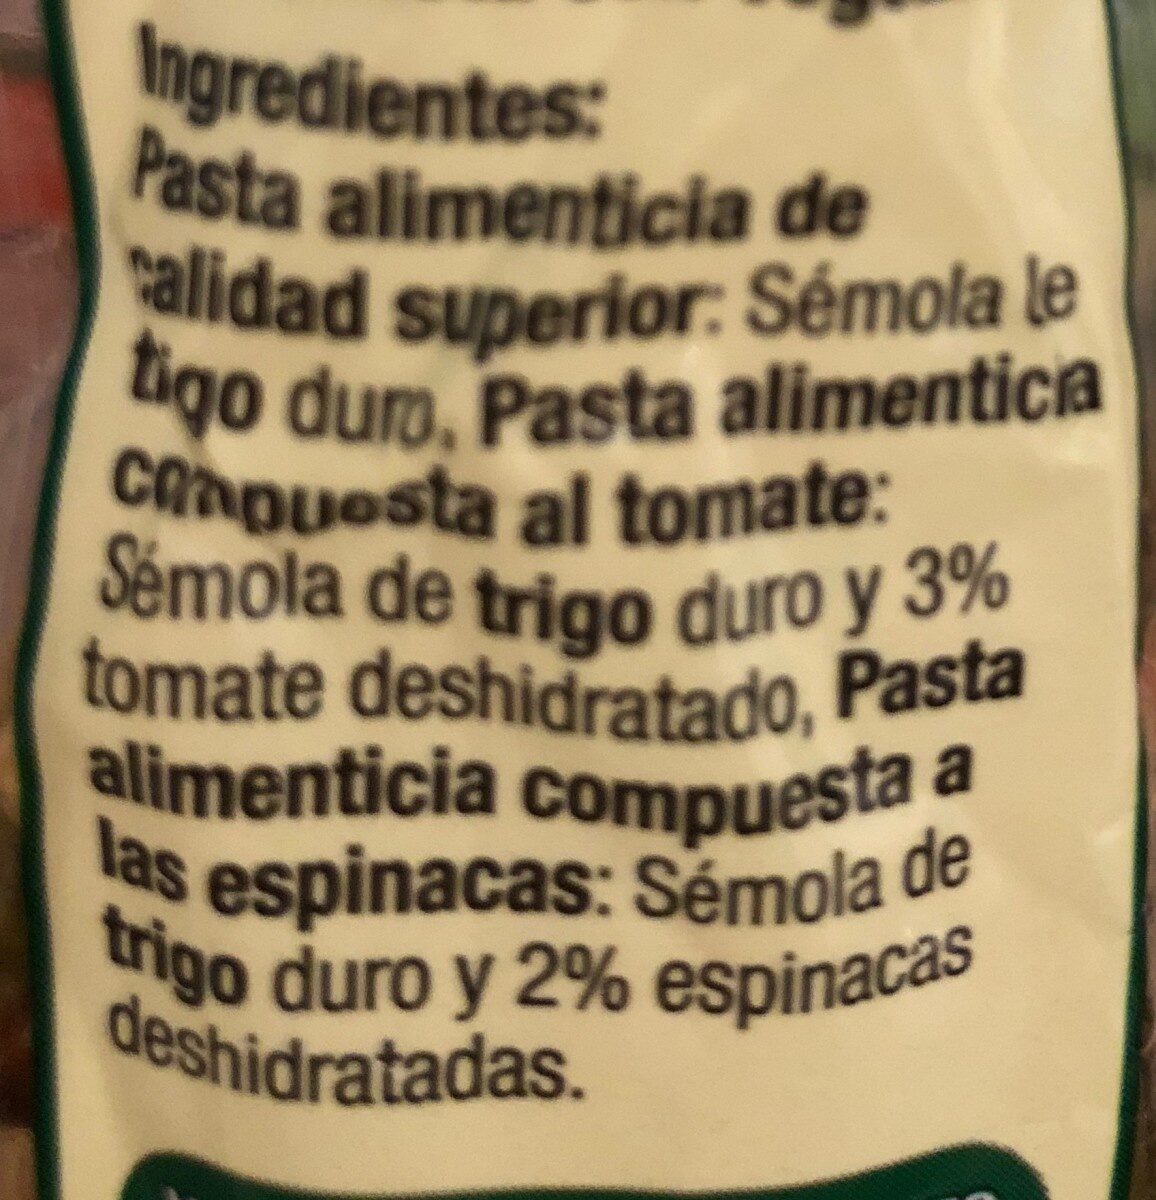 Ingredientes:
Pasta alimenticia de
calidad superior: Sémola de
trigo duro, Pasta alimenticia
compuesta al tomate:
Sémola de trigo duro y 3%
tomate deshidratado, Pasta
alimenticia compuesta a
las espinacas: Sémola de
trigo duro y 2% espinacas
deshidratadas.